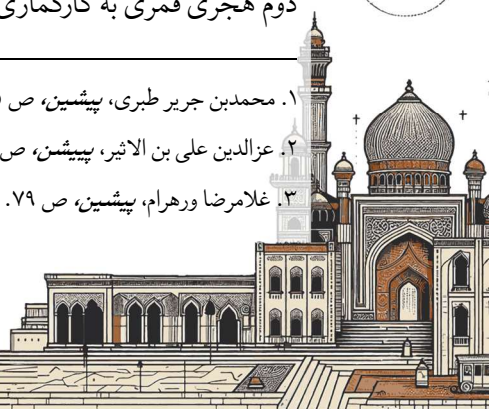 دوم هجری قمری به کارگماری
۱. محمدبن جریر طبری، پیشین، ص
۲. عزالدین علی بن الاثیر، پییشن، ص
۳. غلامرضا ورهرام، پیشین، ص ۷۹.